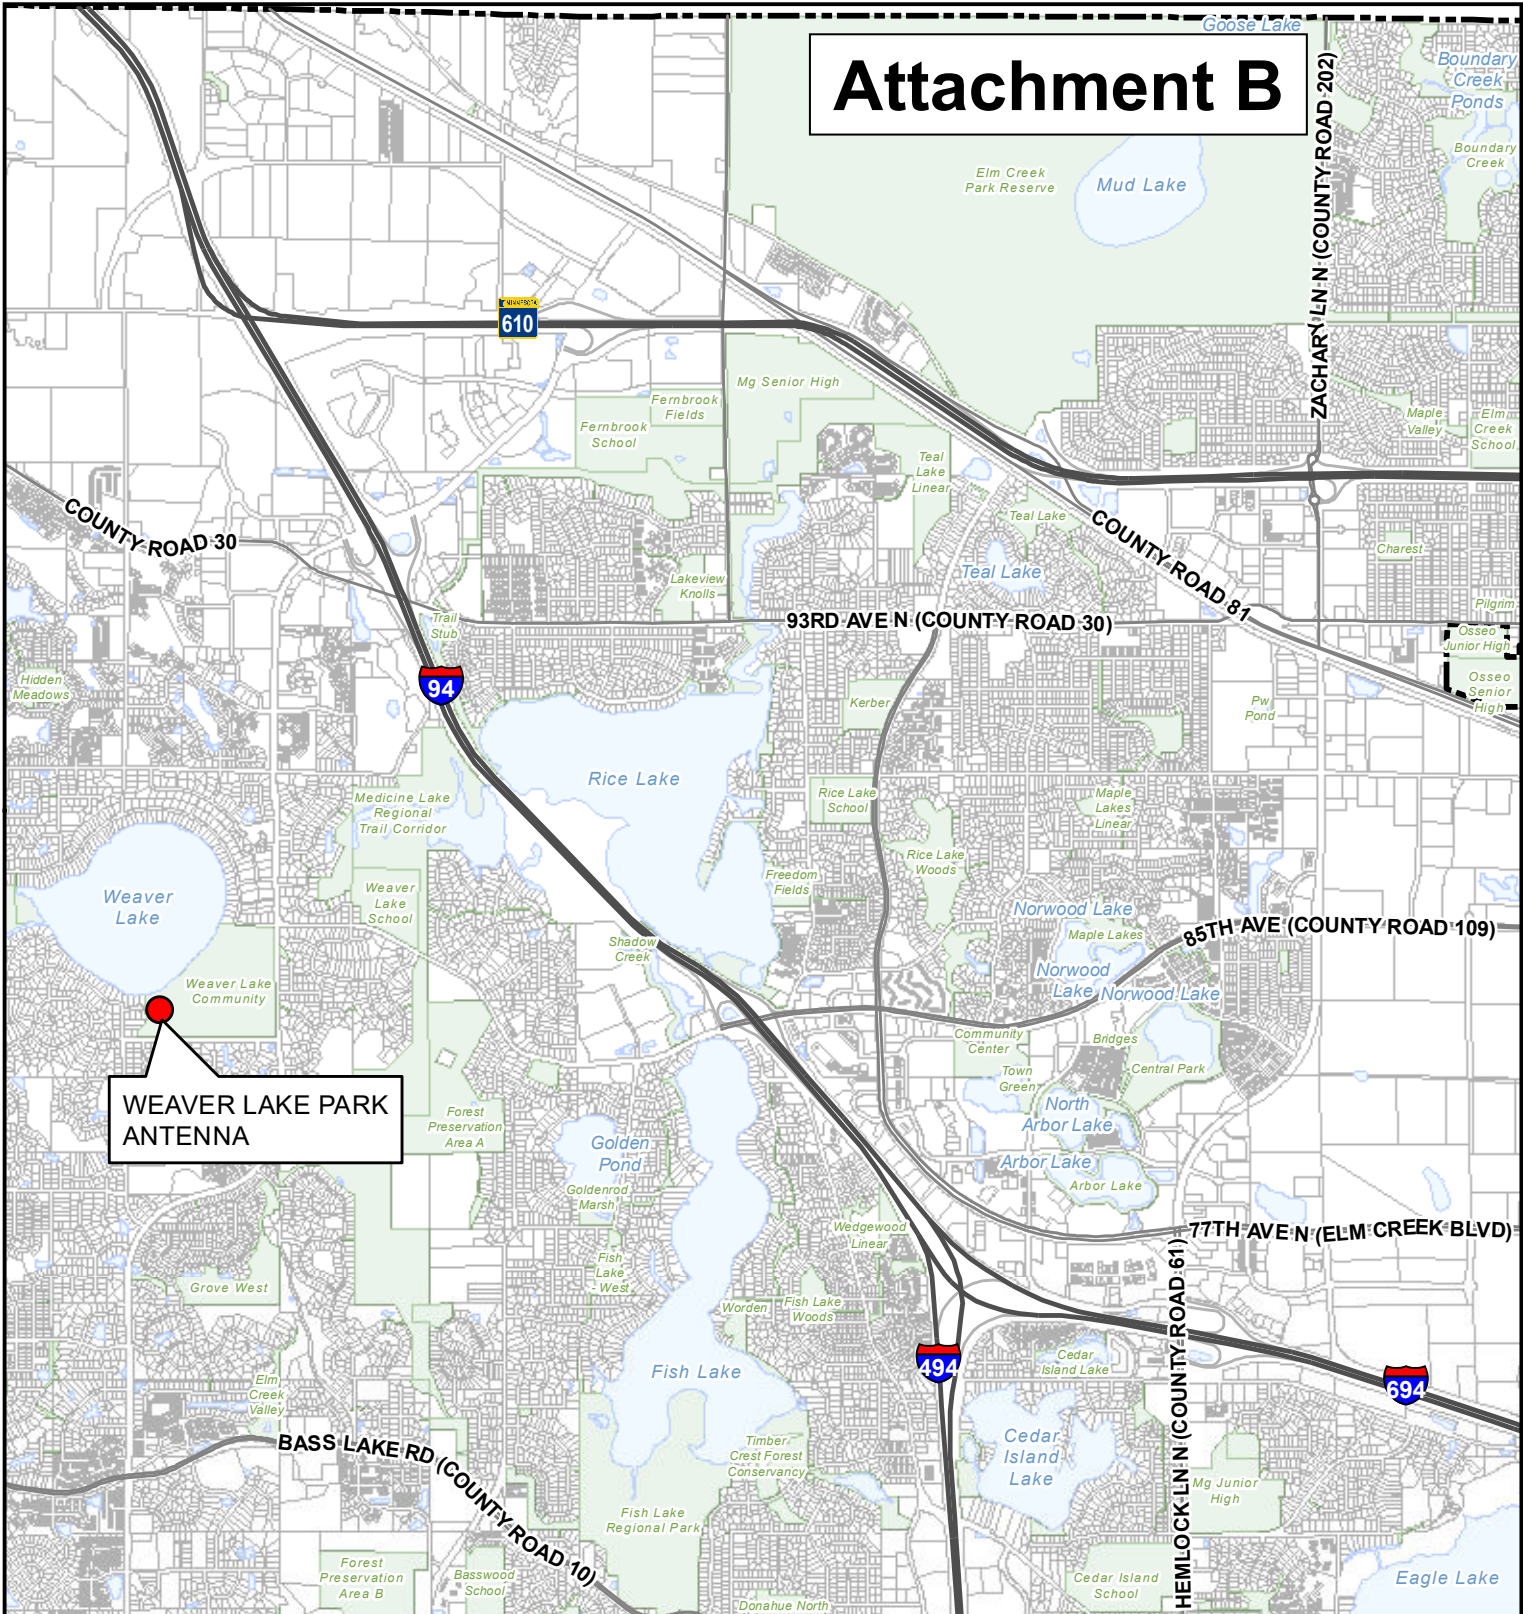 Attachment B
Goose Lake
Boundary
Creek
Ponds
Boundary
Creek
Elm Creek
Park Reserve
Mud Lake
ZACHARY LN N (COUNTY ROAD 202)
MINNESOTA
610
Mg Senior High
Fernbrook
Fields
Fernbrook
School
Maple
Valley
Elm
Creek
School
Teal
Lake
Linear
Teal Lake
COUNTY ROAD 30
COUNTY ROAD 81
Charest
Teal Lake
Lakeview
Knolls
Trail
Stub
93RD AVE N (COUNTY ROAD 30)
Pilgrim
Osseo
Junior High
Osseo
Senior
High
Hidden
Meadows
94
Kerber
Pw
Pond
Rice Lake
Medicine Lake
Regional
Trail Corridor
Rice Lake
School
Maple
Lakes
Linear
Rice Lake
Woods
Freedom
Fields
Weaver
Lake
Weaver
Lake
School
Norwood Lake
Maple Lakes
85TH AVE (COUNTY ROAD 109)
Shadow
Creek
Norwood
Lake
Norwood Lake
Weaver Lake
Community
Community
Center
Bridges
Central Park
Town
Green
WEAVER LAKE PARK
ANTENNA
Forest
Preservation
Area A
North
Arbor Lake
Golden
Pond
Arbor Lake
Arbor Lake
Goldenrod
Marsh
Wedgewood
Linear
77TH AVE N (ELM CREEK BLVD)
Fish
Lake
- West
Grove West
Worden
Fish Lake
Woods
HEMLOCK LN N (COUNTY ROAD 61)
494
Cedar
Island Lake
694
Fish Lake
Elm
Creek
Valley
BASS LAKE RD (COUNTY ROAD 10)
Timber
Crest Forest
Conservancy
Cedar
Island
Lake
Mg Junior
High
Fish Lake
Regional Park
Forest
Preservation
Area B
Basswood
School
Cedar Island
School
Eagle Lake
Donahue North